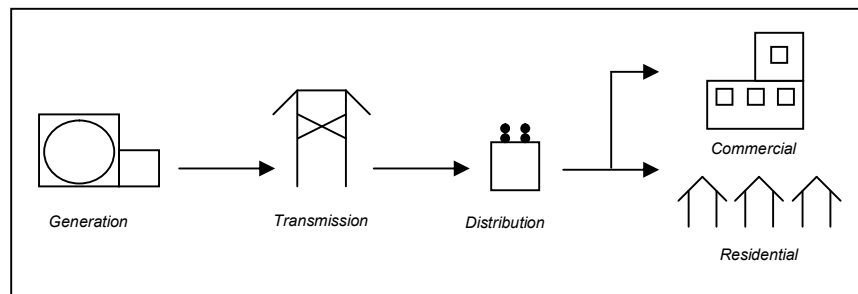 Commercial
Generation
Transmission
Distribution
Residential